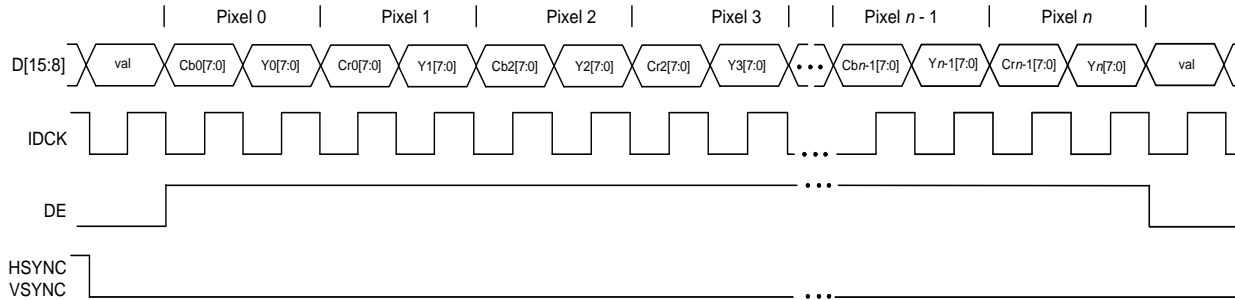 Pixel 0 Pixel 1 Pixel 2 Pixel 3 Pixel n - 1 Pixel n
D[15:8] val Cb0[7:0] Y0[7:0] Cr0[7:0] Y1[7:0] Cb2[7:0] Y2[7:0] Cr2[7:0] Y3[7:0] ... Cbn-1[7:0] Yn-1[7:0] Crn-1[7:0] Yn[7:0] val
IDCK ...
DE ...
HSYNC
VSYNC ...